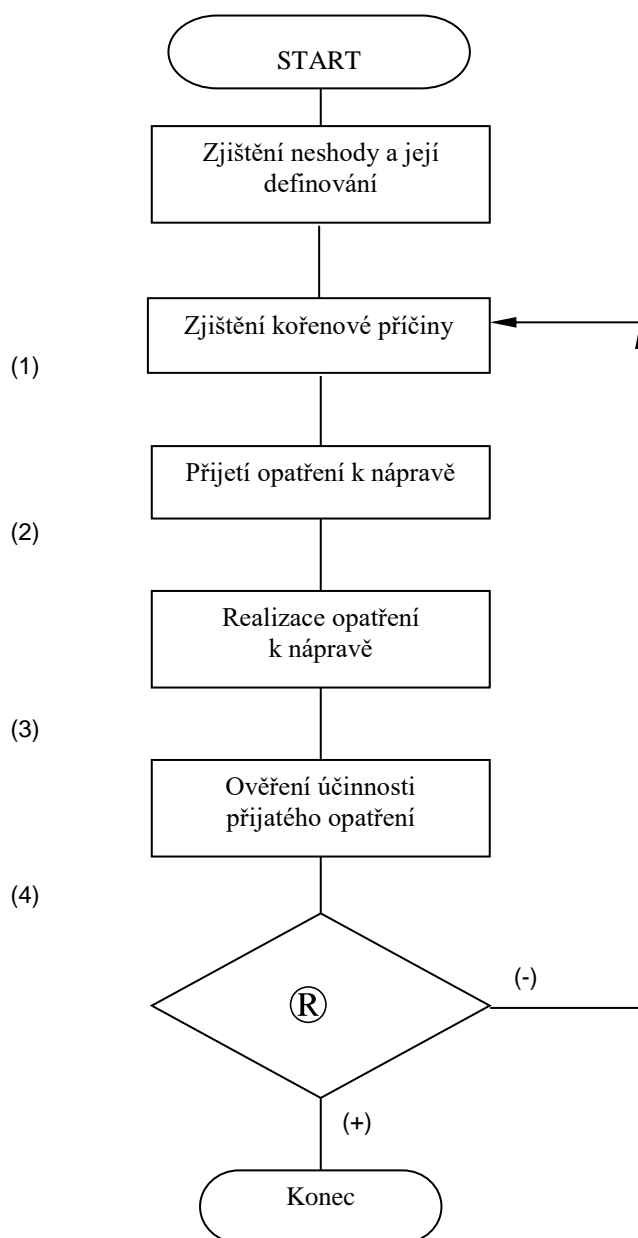 START
Zjištění neshody a její
definování
Zjištění kořenové příčiny
(1)
Přijetí opatření k nápravě
(2)
Realizace opatření
k nápravě
(3)
Ověření účinnosti
přijatého opatření
(4)
(-)
®
(+)
Konec